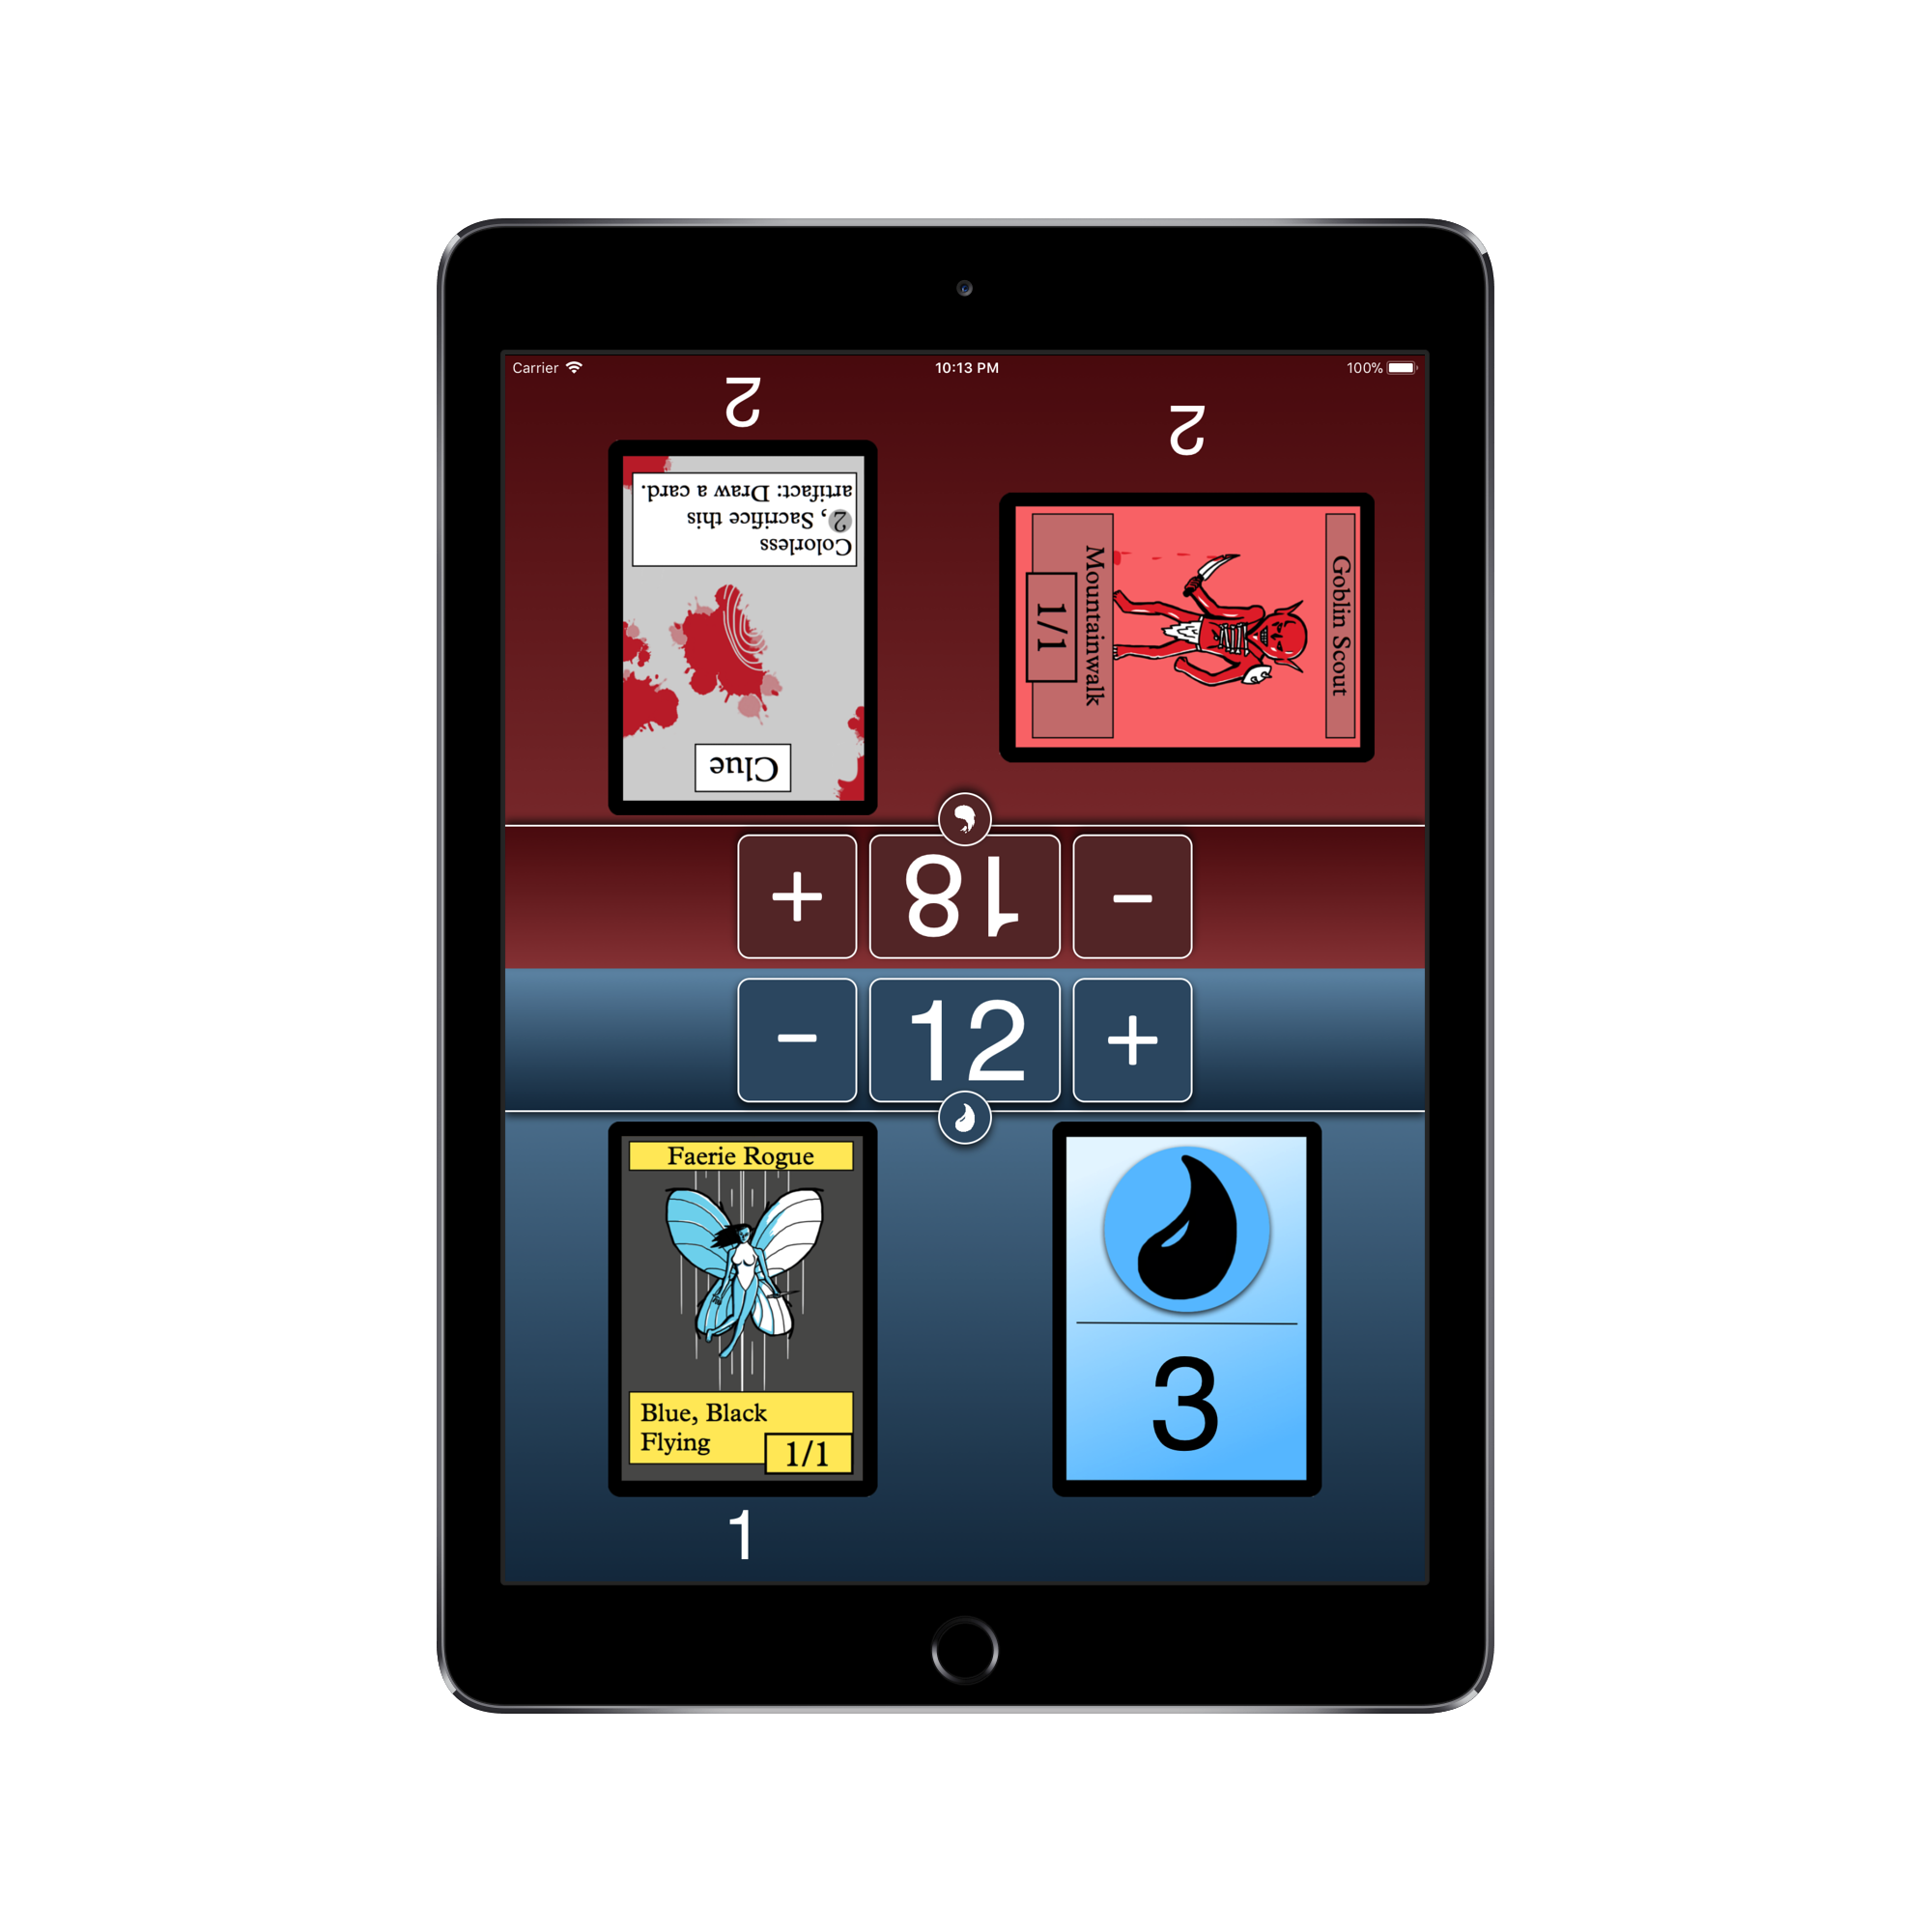 Carrier 10:13 PM 100%
2
2
Clue
Colorless
2, Sacrifice this
artifact: Draw a card.
Goblin Scout
Mountainwalk
1/1
+ 18 −
− 12 +
Faerie Rogue
Blue, Black
Flying
1/1
1
3